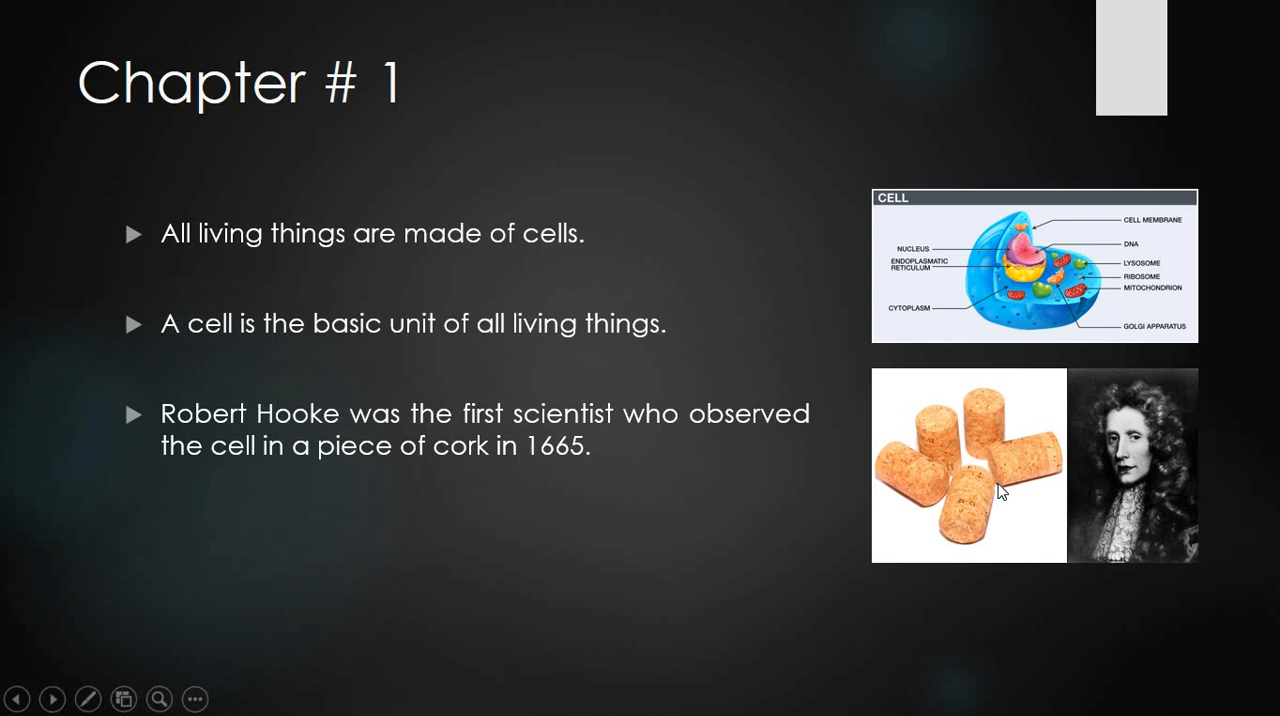 Chapter # 1
All living things are made of cells.
A cell is the basic unit of all living things.
Robert Hooke was the first scientist who observed
the cell in a piece of cork in 1665.
CELL
CELL MEMBRANE
NUCLEUS
DNA
ENDOPLASMATIC
RETICULUM
LYSOSOME
RIBOSOME
MITOCHONDRION
CYTOPLASM
GOLGI APPARATUS